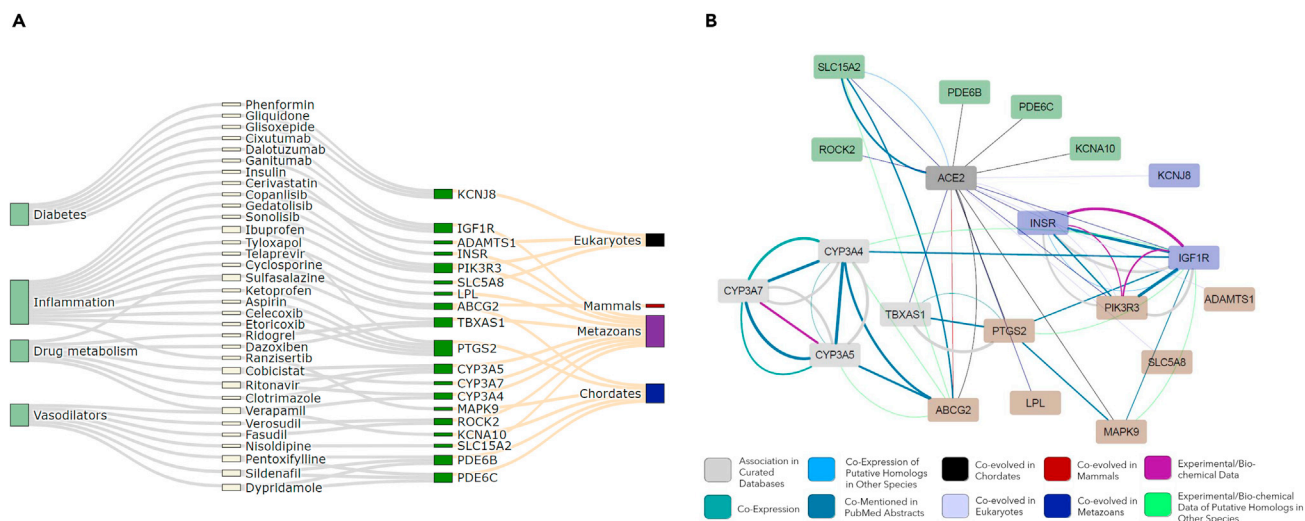 A
Diabetes
Inflammation
Drug metabolism
Vasodilators
Phenformin
Gliquidone
Glisoxepide
Cixutumab
Dalotuzumab
Ganitumab
Insulin
Cerivastatin
Copanlisib
Gedatolisib
Sonolisib
Ibuprofen
Tyloxapol
Telaprevir
Cyclosporine
Sulfasalazine
Ketoprofen
Aspirin
Celecoxib
Etoricoxib
Ridogrel
Dazoxiben
Ranzisertib
Cobicistat
Ritonavir
Clotrimazole
Verapamil
Verosudil
Fasudil
Nisoldipine
Pentoxifylline
Sildenafil
Dypridamole
KCNJ8
IGF1R
ADAMTS1
INSR
PIK3R3
SLC5A8
LPL
ABCG2
TBXAS1
PTGS2
CYP3A5
CYP3A7
CYP3A4
MAPK9
ROCK2
KCNA10
SLC15A2
PDE6B
PDE6C
Eukaryotes
Mammals
Metazoans
Chordates
B
SLC15A2
PDE6B
PDE6C
ROCK2
KCNA10
ACE2
KCNJ8
INSR
CYP3A4
IGF1R
CYP3A7
ADAMTS1
TBXAS1
PIK3R3
PTGS2
CYP3A5
SLC5A8
LPL
ABCG2
MAPK9
Association in
Curated
Databases
Co-Expression of
Putative Homologs
in Other Species
Co-evolved in
Chordates
Co-evolved in
Mammals
Experimental/Bio-
chemical Data
Co-Expression
Co-Mentioned in
PubMed Abstracts
Co-evolved in
Eukaryotes
Co-evolved in
Metazoans
Experimental/Bio-chemical
Data of Putative Homologs in
Other Species